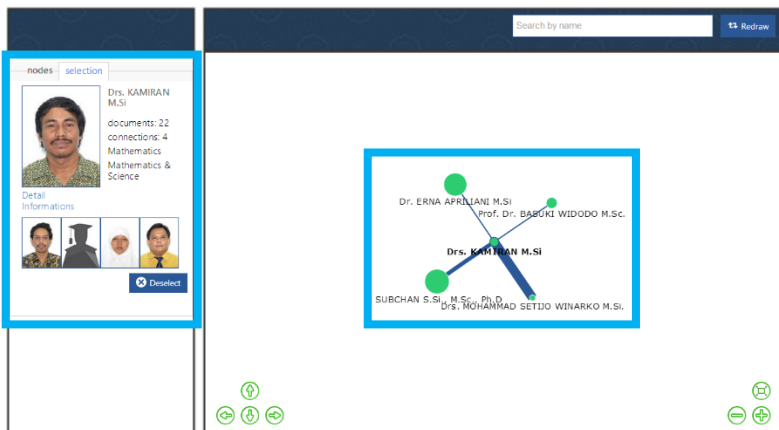 Search by name
Redraw
nodes selection
Drs. KAMIRAN
M.Si
documents: 22
connections: 4
Mathematics
Mathematics &
Science
Detail
Informations
Deselect
Dr. ERNA APRILIANI M.Si
Prof. Dr. BASUKI WIDODO M.Sc.
Drs. KAMIRAN M.Si
SUBCHAN S.Si., M.Sc., Ph.D
Drs. MOHAMMAD SETIJO WINARKO M.Si.